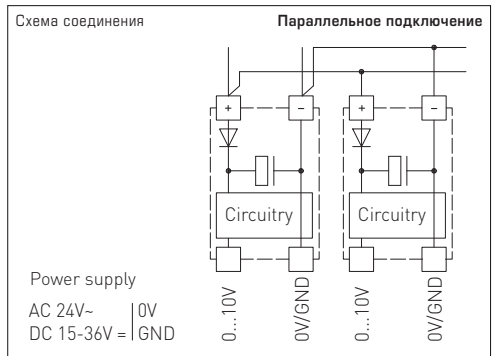 Схема соединения
Параллельное подключение
+ – + –
Circuitry
Circuitry
Power supply
AC 24V~ 0V
DC 15-36V = GND
0...10V
0V/GND
0...10V
0V/GND